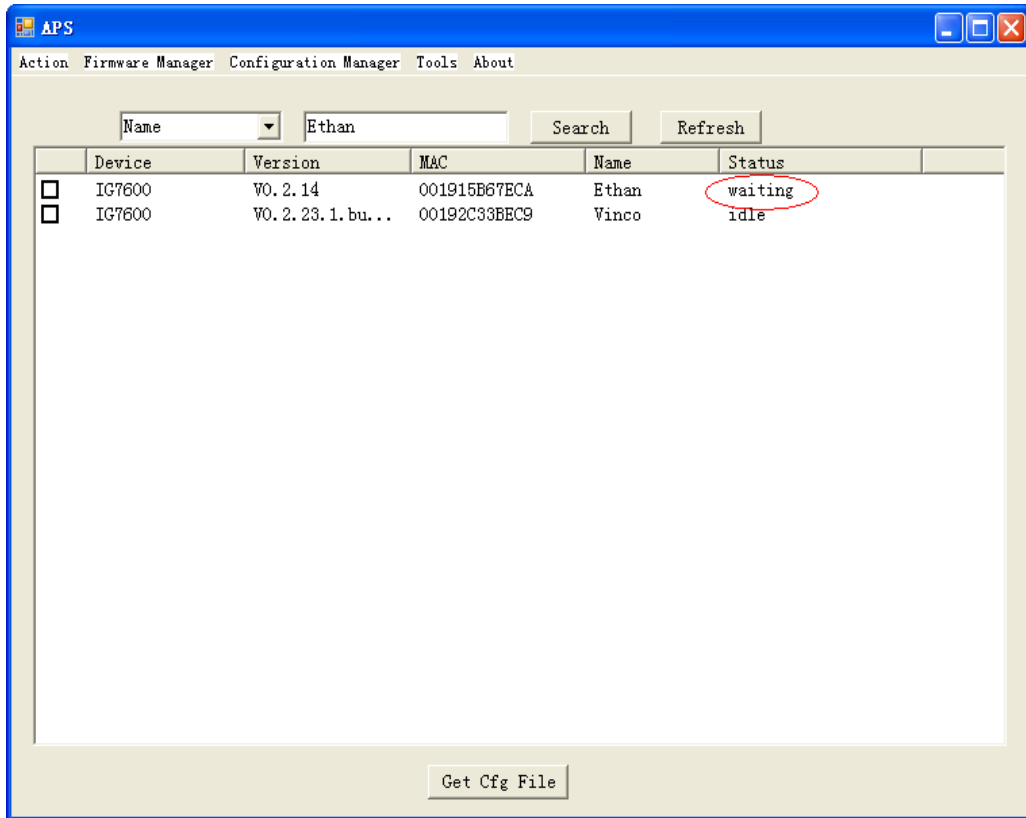 APS
Action Firmware Manager Configuration Manager Tools About
Name Ethan Search Refresh
Device Version MAC Name Status
IG7600 V0.2.14 001915B67ECA Ethan waiting
IG7600 V0.2.23.1.bu... 00192C33BEC9 Vinco idle
Get Cfg File